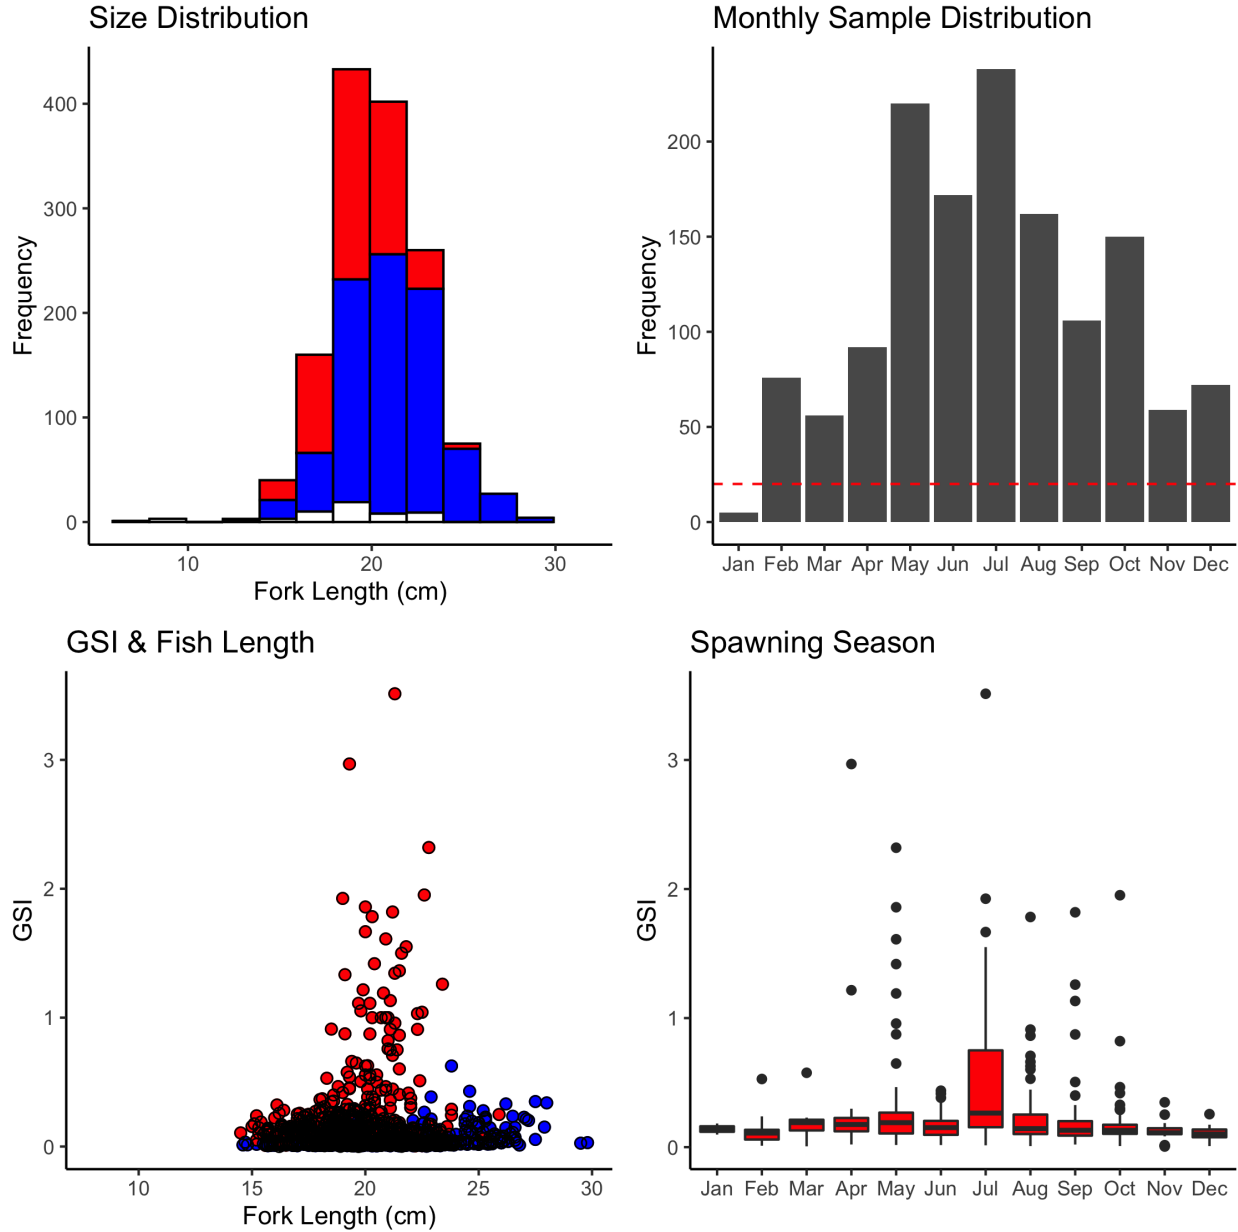 Size Distribution
Frequency
400
300
200
100
0
10 20 30
Fork Length (cm)
Monthly Sample Distribution
Frequency
200
150
100
50
0
Jan Feb Mar Apr May Jun Jul Aug Sep Oct Nov Dec
GSI & Fish Length
GSI
3
2
1
0
10 15 20 25 30
Fork Length (cm)
Spawning Season
GSI
3
2
1
0
Jan Feb Mar Apr May Jun Jul Aug Sep Oct Nov Dec